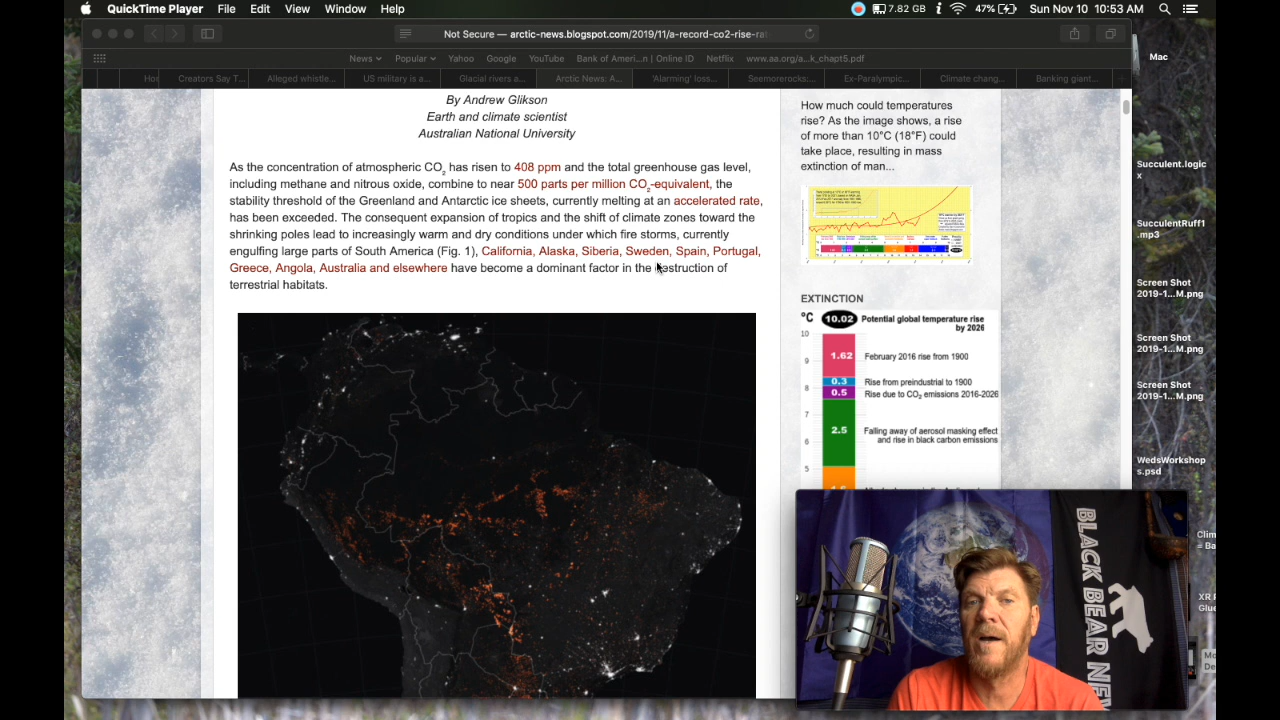 QuickTime Player File Edit View Window Help
7.82 GB 47% Sun Nov 10 10:53 AM
Not Secure — arctic-news.blogspot.com/2019/11/a-record-co2-rise-rat
News Popular Yahoo Google YouTube Bank of Ameri...n | Online ID Netflix www.aa.org/a...k_chapt5.pdf
Creators Say T... Alleged whistle... US military is a... Glacial rivers a... Arctic News: A... 'Alarming' loss... Seemorerocks:... Ex-Paralympic... Climate chang... Banking giant...
By Andrew Glikson
Earth and climate scientist
Australian National University
As the concentration of atmospheric CO₂ has risen to 408 ppm and the total greenhouse gas level,
including methane and nitrous oxide, combine to near 500 parts per million CO₂-equivalent, the
stability threshold of the Greenland and Antarctic ice sheets, currently melting at an accelerated rate,
has been exceeded. The consequent expansion of tropics and the shift of climate zones toward the
shrinking poles lead to increasingly warm and dry conditions under which fire storms, currently
engulfing large parts of South America (Fig. 1), California, Alaska, Siberia, Sweden, Spain, Portugal,
Greece, Angola, Australia and elsewhere have become a dominant factor in the destruction of
terrestrial habitats.
How much could temperatures
rise? As the image shows, a rise
of more than 10°C (18°F) could
take place, resulting in mass
extinction of man...
EXTINCTION
°C 10.02 Potential global temperature rise
by 2026
10
1.62 February 2016 rise from 1900
9
0.3 Rise from preindustrial to 1900
8
0.5 Rise due to CO₂ emissions 2016-2026
7
2.5 Falling away of aerosol masking effect
and rise in black carbon emissions
6
5
Mac
Succulent.logic
x
SucculentRuff1
.mp3
Screen Shot
2019-1...M.png
Screen Shot
2019-1...M.png
Screen Shot
2019-1...M.png
WedsWorkshop
s.psd
Clim
= Ba
XR F
Glue
Mo
De
BLACK BEAR NEW